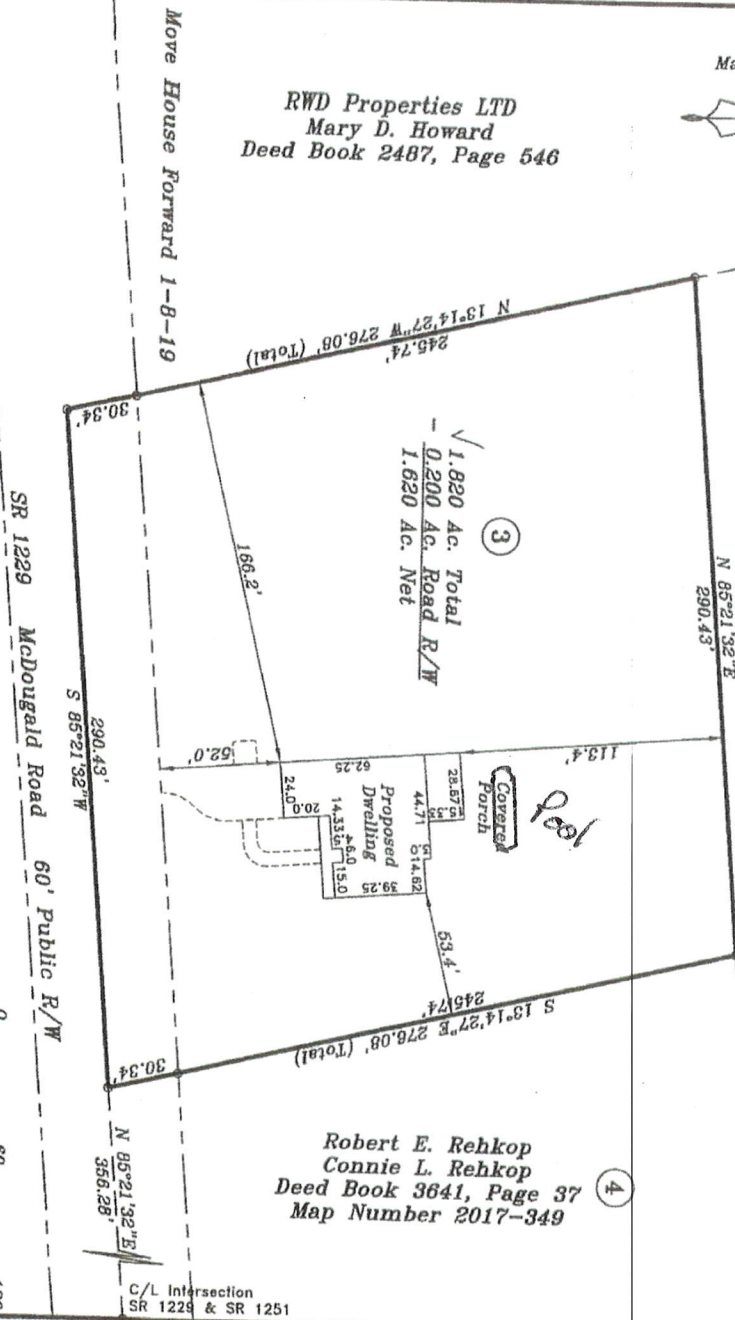 Ma
RWD Properties LTD
Mary D. Howard
Deed Book 2487, Page 546
Move House Forward 1-8-19
N 13°14'27"W 276.08' (Total)
245.74'
30.34'
N 85°21'32"E
290.43'
3
√ 1.820 Ac. Total
- 0.200 Ac. Road R/W
1.620 Ac. Net
166.2'
113.4'
52.0'
62.25
Pool
Covered
Porch
28.67
44.71
14.62
Proposed
Dwelling
24.0
20.0
14.33
6.0
15.0
39.25
53.4'
S 13°14'27"E 276.08' (Total)
245.74'
30.34'
290.43'
S 85°21'32"W
SR 1229 McDougald Road 60' Public R/W
Robert E. Rehkop
Connie L. Rehkop
Deed Book 3641, Page 37
Map Number 2017-349
4
N 85°21'32"E
356.28'
C/L Intersection
SR 1229 & SR 1251